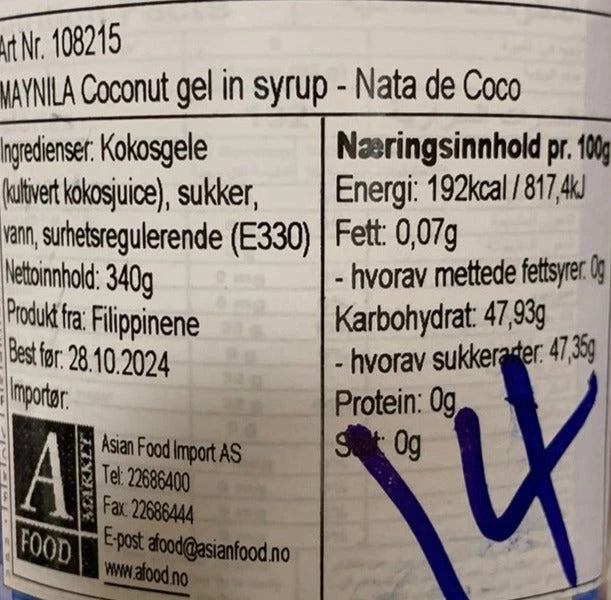 Art Nr. 108215
MAYNILA Coconut gel in syrup - Nata de Coco
Ingredienser: Kokosgele
(kultivert kokosjuice), sukker,
vann, surhetsregulerende (E330)
Nettoinnhold: 340g
Produkt fra: Filippinene
Best før: 28.10.2024
Importør:
A
MARKET
FOOD
Asian Food Import AS
Tel: 22686400
Fax: 22686444
E-post afood@asianfood.no
www.afood.no
Næringsinnhold pr. 100g
Energi: 192kcal / 817,4kJ
Fett: 0,07g
- hvorav mettede fettsyrer: 0g
Karbohydrat: 47,93g
- hvorav sukkerarter: 47,35g
Protein: 0g
Salt: 0g
14